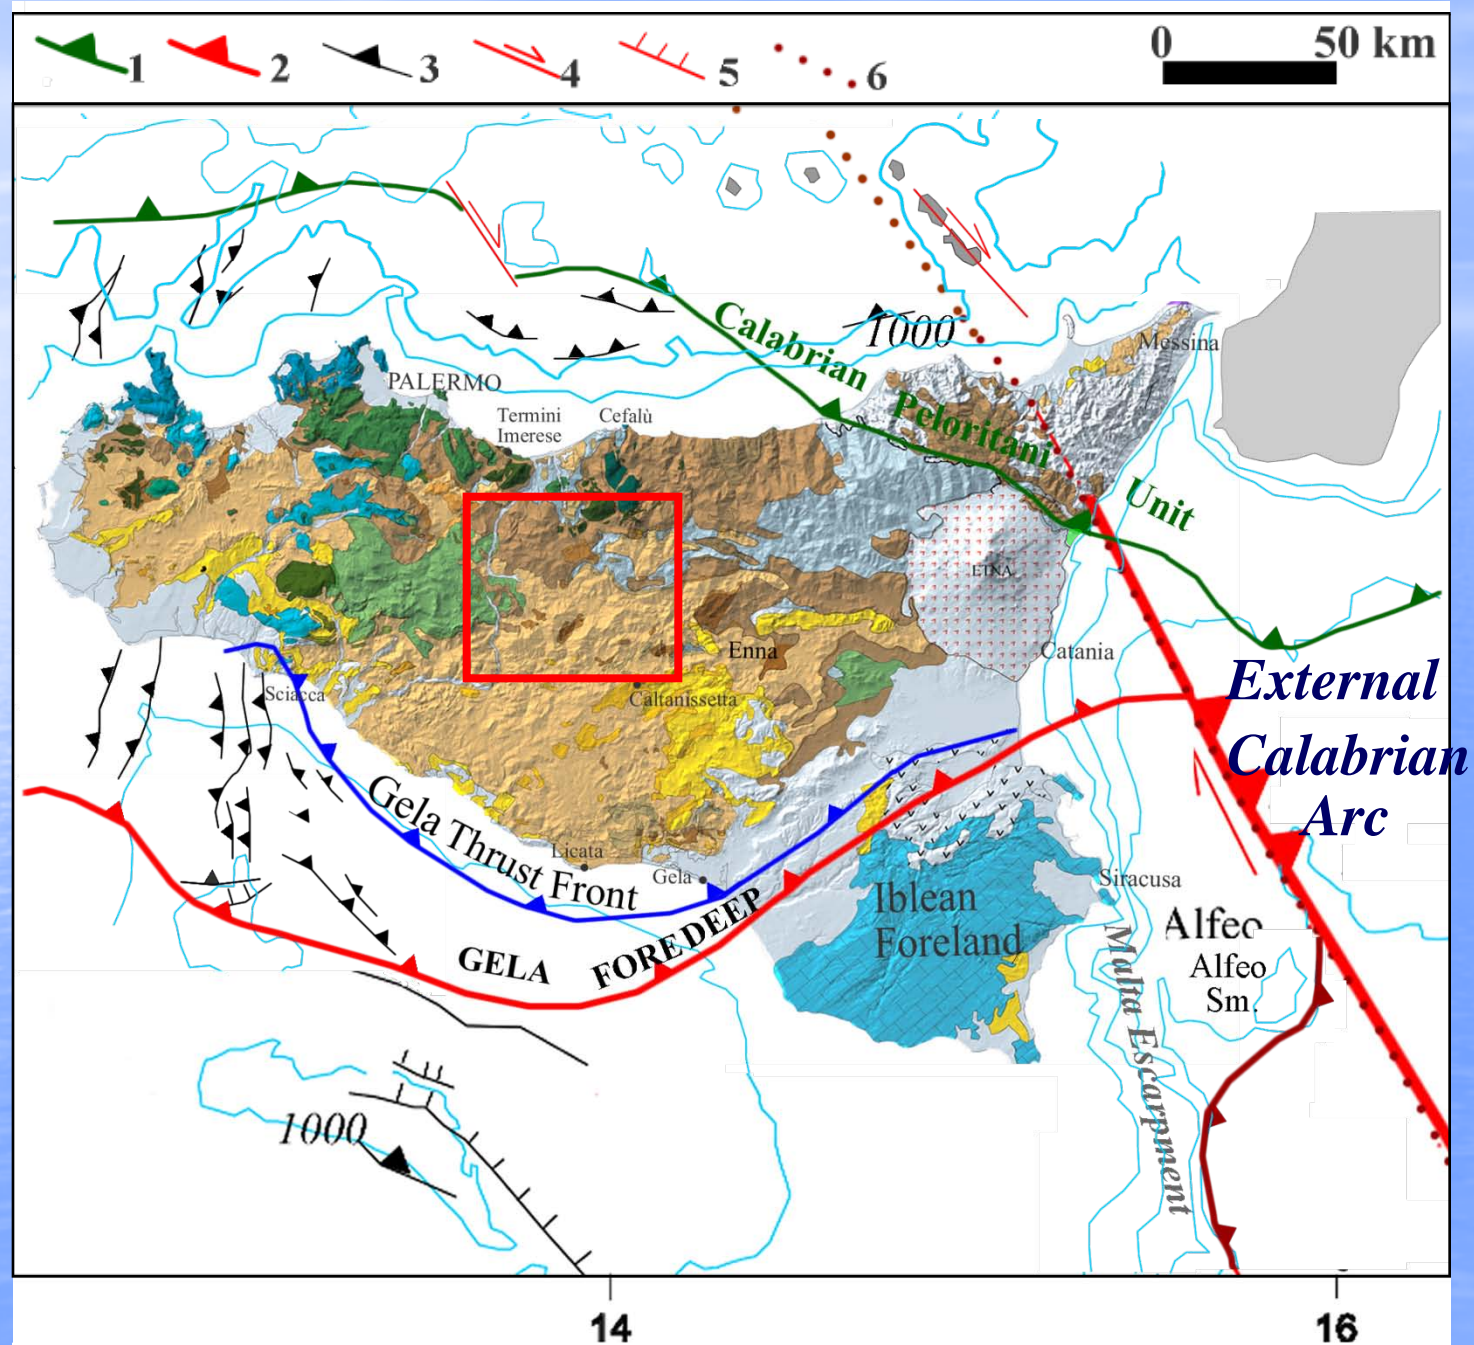 1 2 3 4 5 6
0 50 km
1000
Messina
Calabrian
PALERMO
Termini
Imerese
Cefalù
Peloritani
Unit
ETNA
Enna
Catania
External
Calabrian
Arc
Sciacca
Caltanissetta
Gela Thrust Front
Licata
Gela
Iblean
Foreland
Siracusa
GELA FOREDEEP
Alfeo
Alfeo
Sm.
Malta Escarpment
1000
14 16